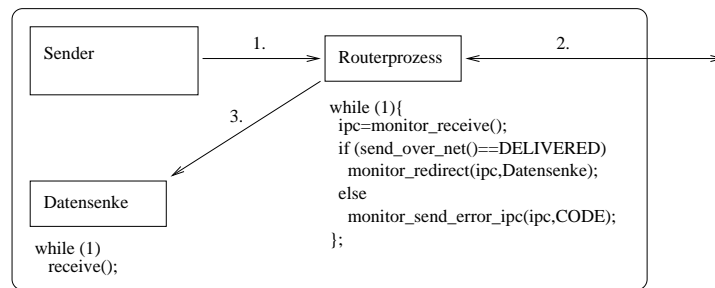 Sender
1.
Routerprozess
2.
while (1){
ipc=monitor_receive();
if (send_over_net()==DELIVERED)
monitor_redirect(ipc,Datensenke);
else
monitor_send_error_ipc(ipc,CODE);
};
3.
Datensenke
while (1)
receive();